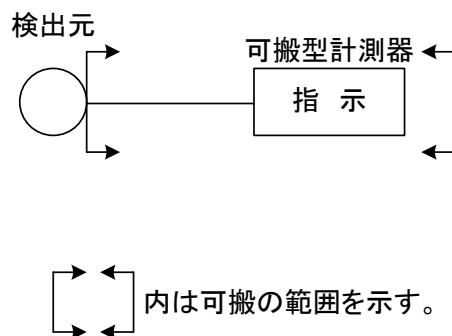 検出元
可搬型計測器
指 示
内は可搬の範囲を示す。